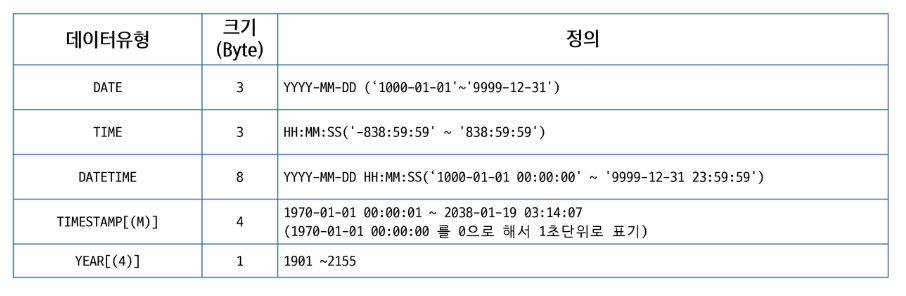 데이터유형 크기 (Byte) 정의
DATE 3 YYYY-MM-DD (‘1000-01-01'~'9999-12-31')
TIME 3 HH:MM:SS('-838:59:59' ~ '838:59:59')
DATETIME 8 YYYY-MM-DD HH:MM:SS(‘1000-01-01 00:00:00' ~ '9999-12-31 23:59:59')
TIMESTAMP[(M)] 4 1970-01-01 00:00:01 ~ 2038-01-19 03:14:07
(1970-01-01 00:00:00 를 0으로 해서 1초단위로 표기)
YEAR[(4)] 1 1901 ~2155